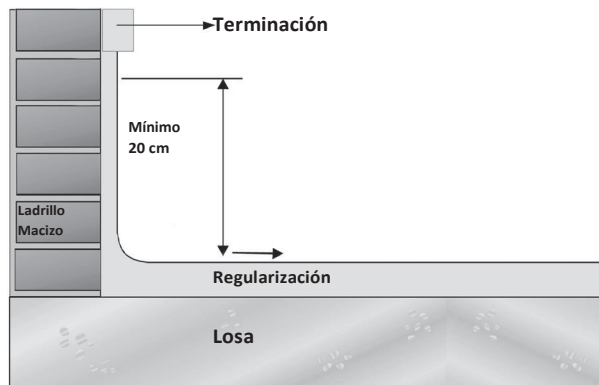 Terminación
Mínimo
20 cm
Ladrillo
Macizo
Regularización
Losa